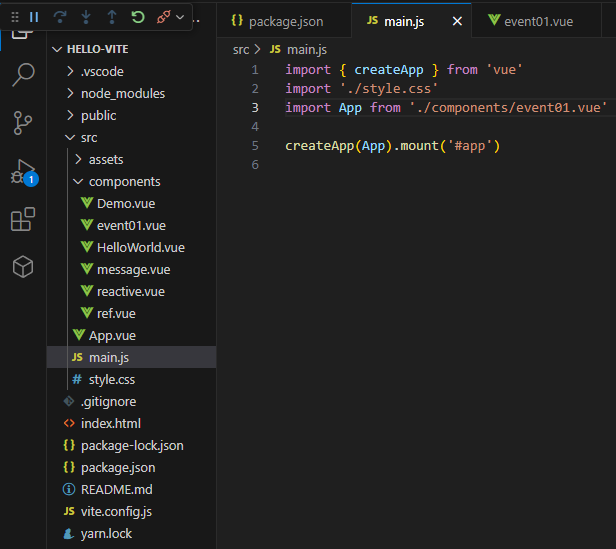 ...
package.json
JS main.js
event01.vue
HELLO-VITE
.vscode
node_modules
public
src
assets
components
Demo.vue
event01.vue
HelloWorld.vue
message.vue
reactive.vue
ref.vue
App.vue
JS main.js
# style.css
.gitignore
<> index.html
{} package-lock.json
{} package.json
README.md
JS vite.config.js
yarn.lock
1
src > JS main.js
1 import { createApp } from 'vue'
2 import './style.css'
3 import App from './components/event01.vue'
4
5 createApp(App).mount('#app')
6